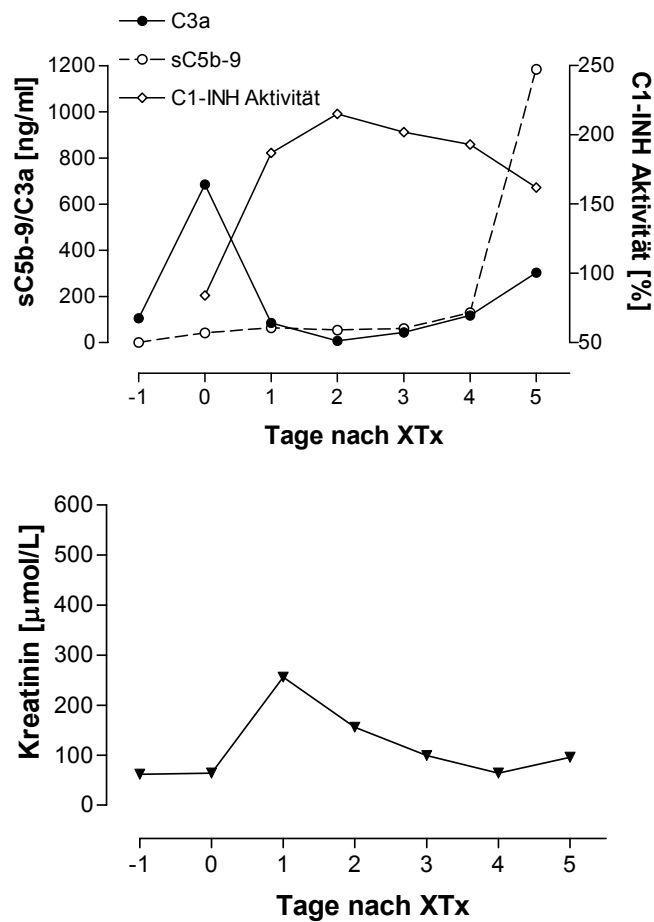 C3a
sC5b-9
C1-INH Aktivität
sC5b-9/C3a [ng/ml]
1200
1000
800
600
400
200
0
C1-INH Aktivität [%]
250
200
150
100
50
-1 0 1 2 3 4 5
Tage nach XTx
Kreatinin [µmol/L]
600
500
400
300
200
100
0
-1 0 1 2 3 4 5
Tage nach XTx